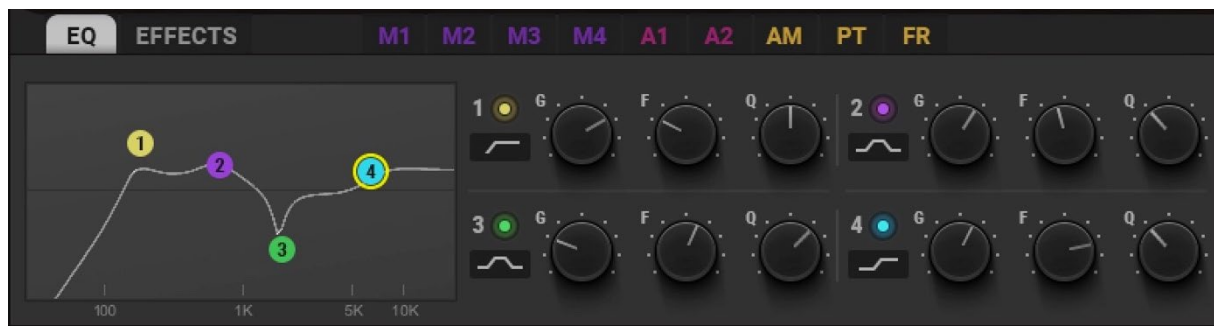 EQ EFFECTS M1 M2 M3 M4 A1 A2 AM PT FR
1 G F Q 2 G F Q
1 2 4 3
3 G F Q 4 G F Q
100 1K 5K 10K